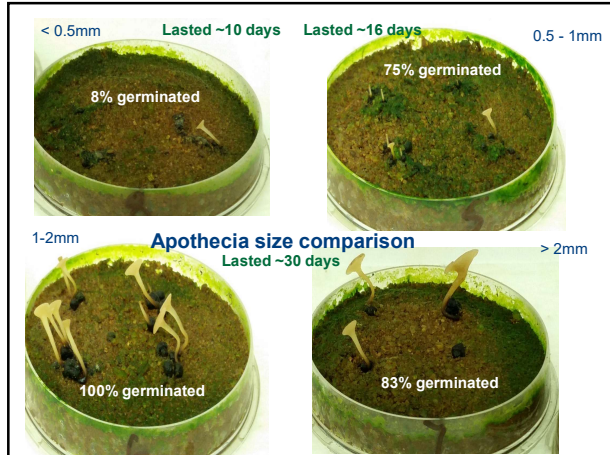 < 0.5mm
Lasted ~10 days
Lasted ~16 days
0.5 - 1mm
8% germinated
75% germinated
1-2mm
Apothecia size comparison
Lasted ~30 days
> 2mm
100% germinated
83% germinated